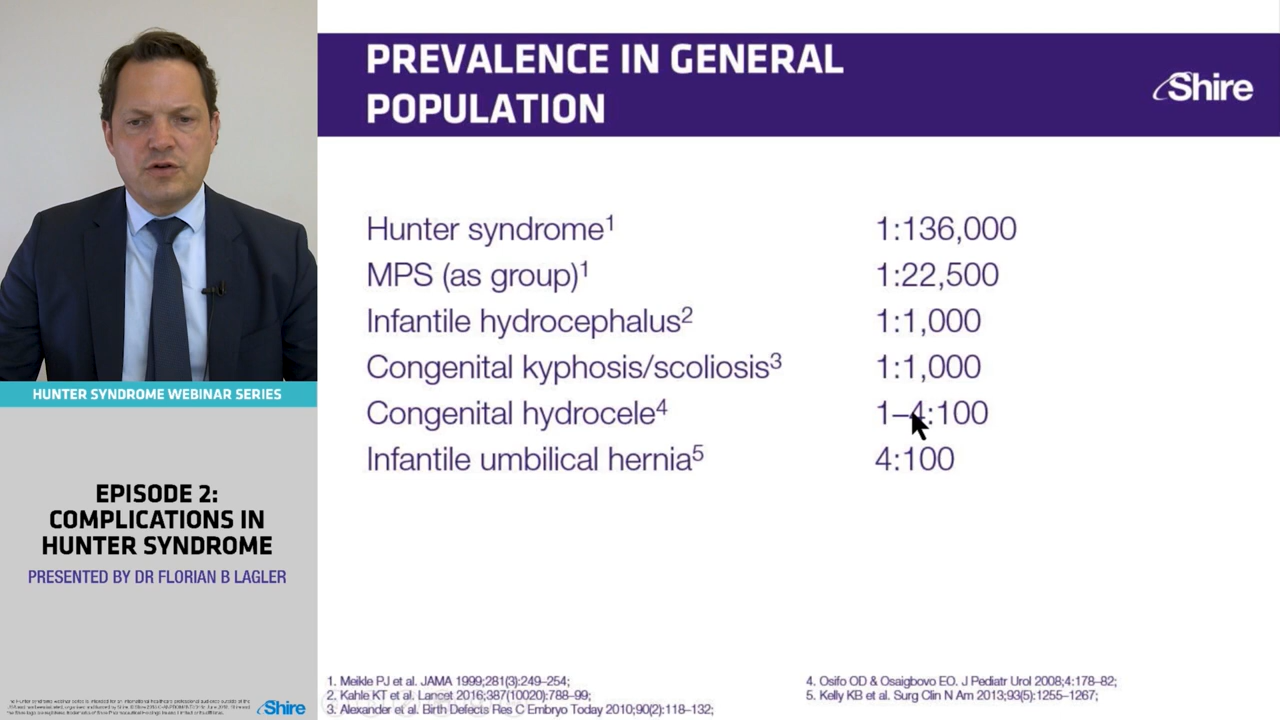 PREVALENCE IN GENERAL
POPULATION
Shire
Hunter syndrome1 1:136,000
MPS (as group)1 1:22,500
Infantile hydrocephalus2 1:1,000
Congenital kyphosis/scoliosis3 1:1,000
Congenital hydrocele4 1–4:100
Infantile umbilical hernia5 4:100
HUNTER SYNDROME WEBINAR SERIES
EPISODE 2:
COMPLICATIONS IN
HUNTER SYNDROME
PRESENTED BY DR FLORIAN B LAGLER
1. Meikle PJ et al. JAMA 1999;281(3):249–254;
2. Kahle KT et al. Lancet 2016;387(10020):788–99;
3. Alexander et al. Birth Defects Res C Embryo Today 2010;90(2):118–132;
4. Osifo OD & Osaigbovo EO. J Pediatr Urol 2008;4:178–82;
5. Kelly KB et al. Surg Clin N Am 2013;93(5):1255–1267;
Shire